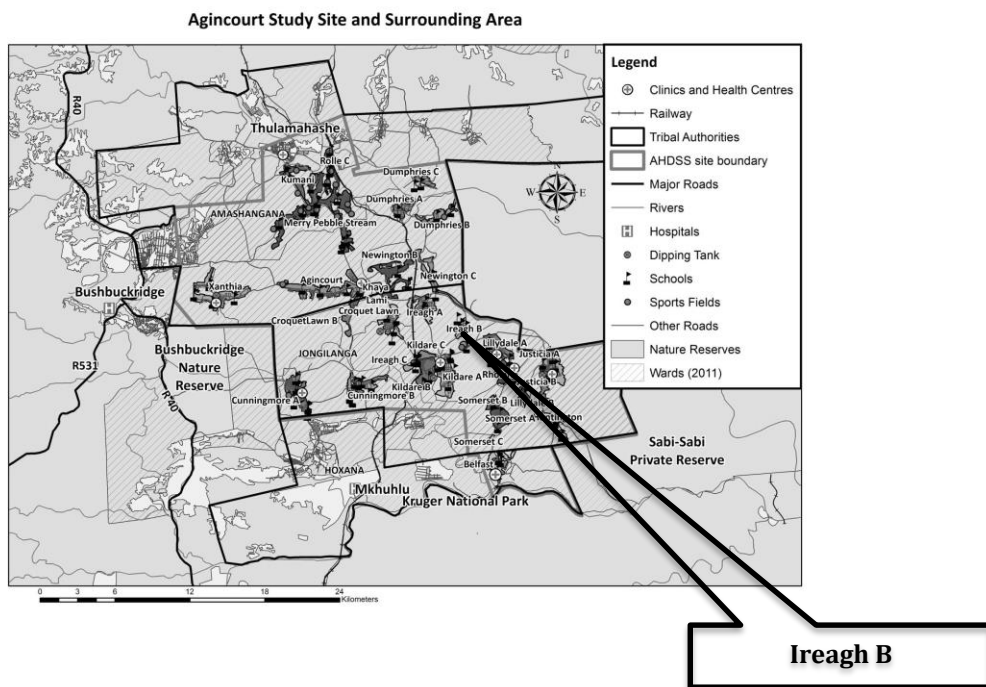 Agincourt Study Site and Surrounding Area
Legend
Clinics and Health Centres
Railway
Tribal Authorities
AHDSS site boundary
Major Roads
Rivers
Hospitals
Dipping Tank
Schools
Sports Fields
Other Roads
Nature Reserves
Wards (2011)
R40
Thulamahashe
Rolle C
Kumani
Dumphries C
N
W E
S
Dumphries A
AMASHANGANA
Merry Pebble Stream
Dumphries B
Newington B
Newington C
Xanthia
Agincourt
Khaya
Lami
Bushbuckridge
H
Croquet Lawn
Ireagh A
CroquetLawn B
Ireagh B
Bushbuckridge
Nature
Reserve
Kildare C
Lillydale A
JONGILANGA
Ireagh C
Justicia A
R531
Kildare A
Justicia B
R 40
Kildare B
Cunningmore A
Cunningmore B
Somerset B
Somerset A
Somerset C
Sabi-Sabi
Private Reserve
HOXANA
Belfast
Mkhuhlu
Kruger National Park
0 3 6 12 18 24
Kilometers
Ireagh B